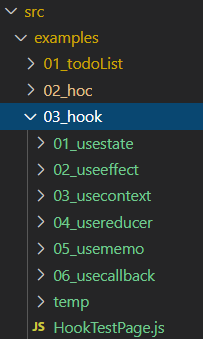 src
examples
01_todoList
02_hoc
03_hook
01_usestate
02_useeffect
03_usecontext
04_usereducer
05_usememo
06_usecallback
temp
JS HookTestPage.js